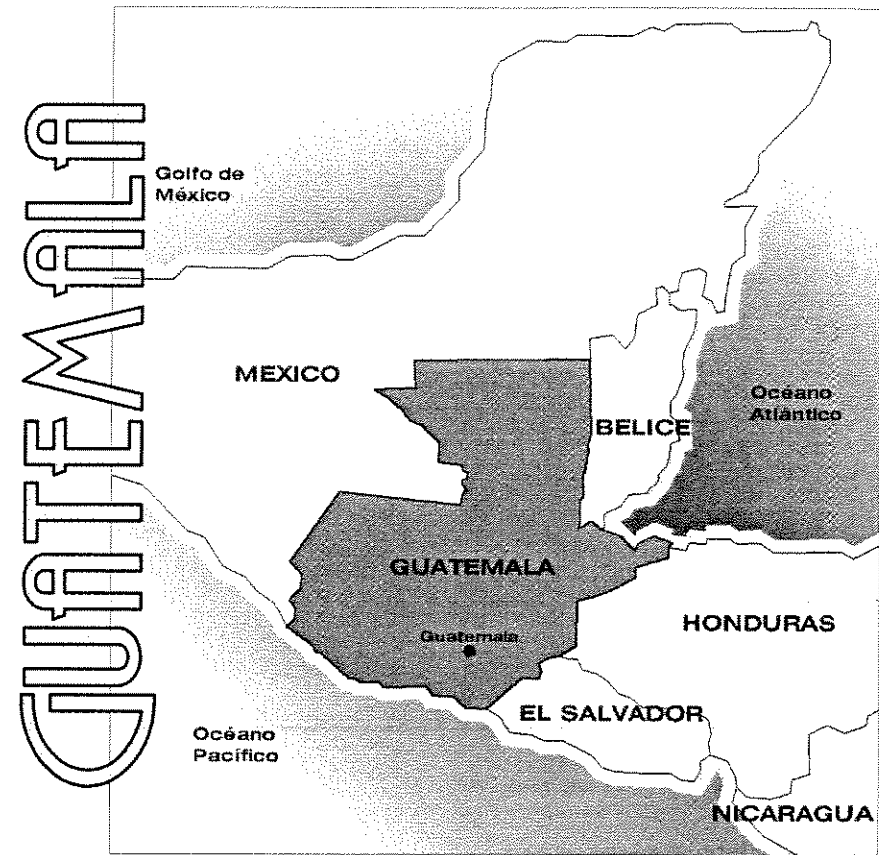 GUATEMALA
Golfo de
México
MEXICO
Océano
Atlántico
BELICE
GUATEMALA
Guatemala
HONDURAS
EL SALVADOR
Océano
Pacífico
NICARAGUA